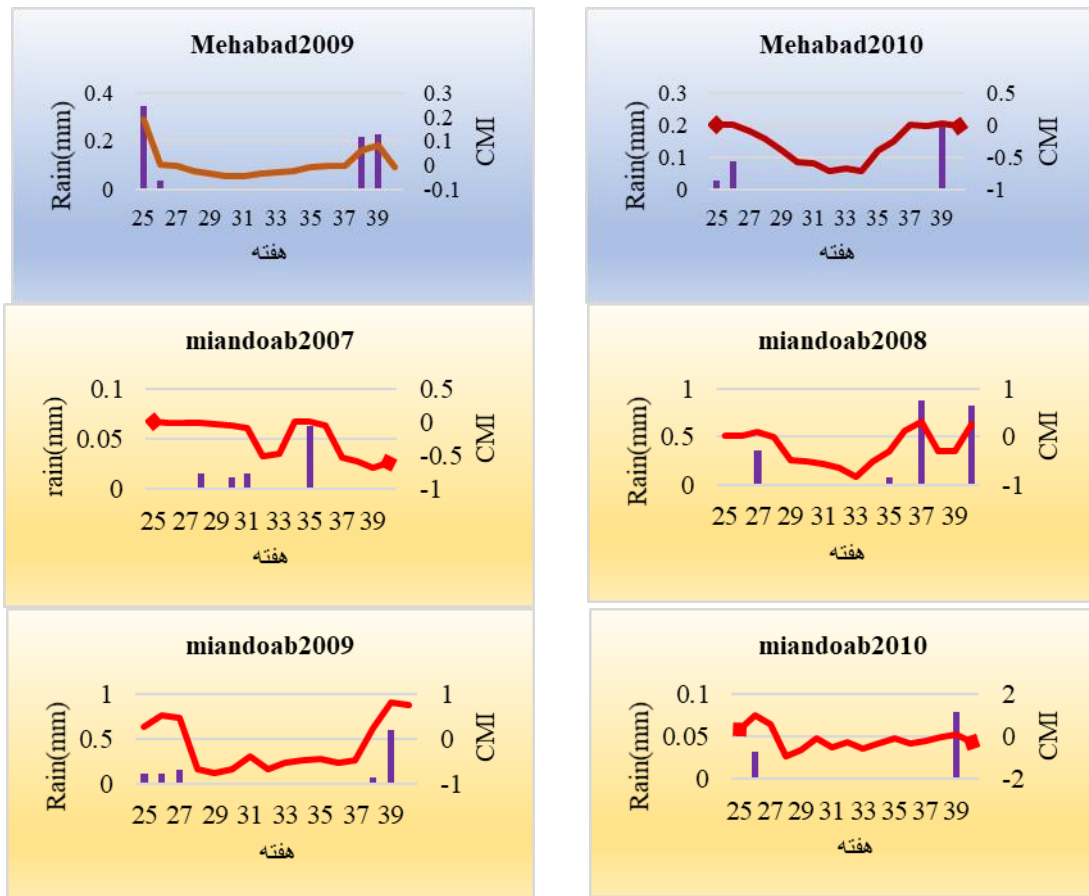 Mehabad2009
Rain(mm)
0.4
0.2
0
0.3
0.2
0.1
0
-0.1
CMI
25 27 29 31 33 35 37 39
هفته
Mehabad2010
Rain(mm)
0.3
0.2
0.1
0
0.5
0
-0.5
-1
CMI
25 27 29 31 33 35 37 39
هفته
miandoab2007
rain(mm)
0.1
0.05
0
0.5
0
-0.5
-1
CMI
25 27 29 31 33 35 37 39
هفته
miandoab2008
Rain(mm)
1
0.5
0
1
0
-1
CMI
25 27 29 31 33 35 37 39
هفته
miandoab2009
Rain(mm)
1
0.5
0
1
0
-1
CMI
25 27 29 31 33 35 37 39
هفته
miandoab2010
Rain(mm)
0.1
0.05
0
2
0
-2
CMI
25 27 29 31 33 35 37 39
هفته